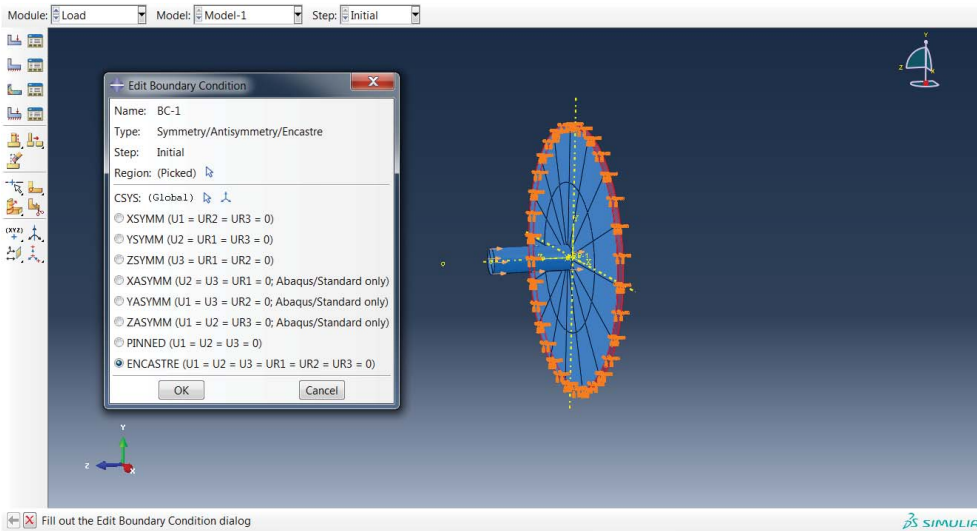 Module: Load Model: Model-1 Step: Initial
Edit Boundary Condition
Name: BC-1
Type: Symmetry/Antisymmetry/Encastre
Step: Initial
Region: (Picked)
CSYS: (Global)
XSYMM (U1 = UR2 = UR3 = 0)
YSYMM (U2 = UR1 = UR3 = 0)
ZSYMM (U3 = UR1 = UR2 = 0)
XASYMM (U2 = U3 = UR1 = 0; Abaqus/Standard only)
YASYMM (U1 = U3 = UR2 = 0; Abaqus/Standard only)
ZASYMM (U1 = U2 = UR3 = 0; Abaqus/Standard only)
PINNED (U1 = U2 = U3 = 0)
ENCASTRE (U1 = U2 = U3 = UR1 = UR2 = UR3 = 0)
OK Cancel
(XYZ)
Y
Z
X
Y
Z
X
Fill out the Edit Boundary Condition dialog
SIMULIA